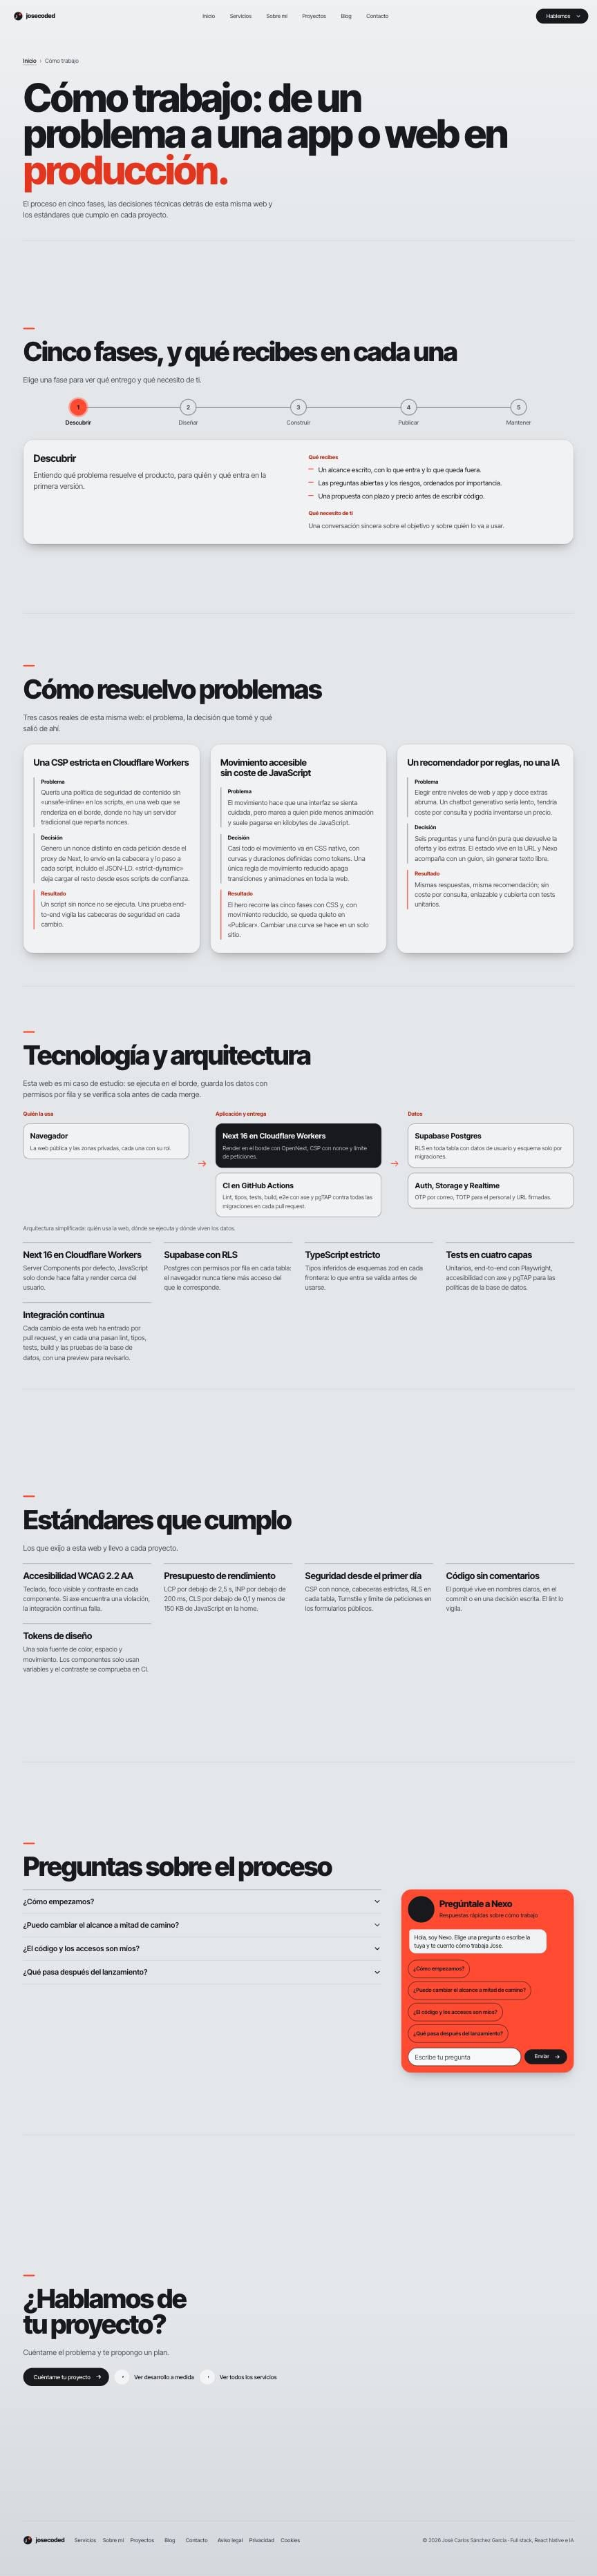 josecoded
Inicio Servicios Sobre mí Proyectos Blog Contacto
Hablemos
Inicio › Cómo trabajo
Cómo trabajo: de un
problema a una app o web en
producción.
El proceso en cinco fases, las decisiones técnicas detrás de esta misma web y
los estándares que cumplo en cada proyecto.
Cinco fases, y qué recibes en cada una
Elige una fase para ver qué entrego y qué necesito de ti.
1 2 3 4 5
Descubrir Diseñar Construir Publicar Mantener
Descubrir
Entiendo qué problema resuelve el producto, para quién y qué entra en la
primera versión.
Qué recibes
Un alcance escrito, con lo que entra y lo que queda fuera.
Las preguntas abiertas y los riesgos, ordenados por importancia.
Una propuesta con plazo y precio antes de escribir código.
Qué necesito de ti
Una conversación sincera sobre el objetivo y sobre quién lo va a usar.
Cómo resuelvo problemas
Tres casos reales de esta misma web: el problema, la decisión que tomé y qué
salió de ahí.
Una CSP estricta en Cloudflare Workers
Problema
Quería una política de seguridad de contenido sin
«unsafe-inline» en los scripts, en una web que se
renderiza en el borde, donde no hay un servidor
tradicional que reparta nonces.
Decisión
Genero un nonce distinto en cada petición desde el
proxy de Next, lo envío en la cabecera y lo paso a
cada script, incluido el JSON-LD. «strict-dynamic»
deja cargar el resto desde esos scripts de confianza.
Resultado
Un script sin nonce no se ejecuta. Una prueba end-
to-end vigila las cabeceras de seguridad en cada
cambio.
Movimiento accesible
sin coste de JavaScript
Problema
El movimiento hace que una interfaz se sienta
cuidada, pero marea a quien pide menos animación
y suele pagarse en kilobytes de JavaScript.
Decisión
Casi todo el movimiento va en CSS nativo, con
curvas y duraciones definidas como tokens. Una
única regla de movimiento reducido apaga
transiciones y animaciones en toda la web.
Resultado
El hero recorre las cinco fases con CSS y, con
movimiento reducido, se queda quieto en
«Publicar». Cambiar una curva se hace en un solo
sitio.
Un recomendador por reglas, no una IA
Problema
Elegir entre niveles de web y app y doce extras
abruma. Un chatbot generativo sería lento, tendría
coste por consulta y podría inventarse un precio.
Decisión
Seis preguntas y una función pura que devuelve la
oferta y los extras. El estado vive en la URL y Nexo
acompaña con un guion, sin generar texto libre.
Resultado
Mismas respuestas, misma recomendación; sin
coste por consulta, enlazable y cubierta con tests
unitarios.
Tecnología y arquitectura
Esta web es mi caso de estudio: se ejecuta en el borde, guarda los datos con
permisos por fila y se verifica sola antes de cada merge.
Quién la usa
Navegador
La web pública y las zonas privadas, cada una con su rol.
Aplicación y entrega
Next 16 en Cloudflare Workers
Render en el borde con OpenNext, CSP con nonce y límite
de peticiones.
CI en GitHub Actions
Lint, tipos, tests, build, e2e con axe y pgTAP contra todas las
migraciones en cada pull request.
Datos
Supabase Postgres
RLS en toda tabla con datos de usuario y esquema solo por
migraciones.
Auth, Storage y Realtime
OTP por correo, TOTP para el personal y URL firmadas.
Arquitectura simplificada: quién usa la web, dónde se ejecuta y dónde viven los datos.
Next 16 en Cloudflare Workers
Server Components por defecto, JavaScript
solo donde hace falta y render cerca del
usuario.
Supabase con RLS
Postgres con permisos por fila en cada tabla:
el navegador nunca tiene más acceso del
que le corresponde.
TypeScript estricto
Tipos inferidos de esquemas zod en cada
frontera: lo que entra se valida antes de
usarse.
Tests en cuatro capas
Unitarios, end-to-end con Playwright,
accesibilidad con axe y pgTAP para las
políticas de la base de datos.
Integración continua
Cada cambio de esta web ha entrado por
pull request, y en cada una pasan lint, tipos,
tests, build y las pruebas de la base de
datos, con una preview para revisarlo.
Estándares que cumplo
Los que exijo a esta web y llevo a cada proyecto.
Accesibilidad WCAG 2.2 AA
Teclado, foco visible y contraste en cada
componente. Si axe encuentra una violación,
la integración continua falla.
Presupuesto de rendimiento
LCP por debajo de 2,5 s, INP por debajo de
200 ms, CLS por debajo de 0,1 y menos de
150 KB de JavaScript en la home.
Seguridad desde el primer día
CSP con nonce, cabeceras estrictas, RLS en
cada tabla, Turnstile y límite de peticiones en
los formularios públicos.
Código sin comentarios
El porqué vive en nombres claros, en el
commit o en una decisión escrita. El lint lo
vigila.
Tokens de diseño
Una sola fuente de color, espacio y
movimiento. Los componentes solo usan
variables y el contraste se comprueba en CI.
Preguntas sobre el proceso
¿Cómo empezamos?
¿Puedo cambiar el alcance a mitad de camino?
¿El código y los accesos son míos?
¿Qué pasa después del lanzamiento?
Pregúntale a Nexo
Respuestas rápidas sobre cómo trabajo
Hola, soy Nexo. Elige una pregunta o escribe la
tuya y te cuento cómo trabaja Jose.
¿Cómo empezamos?
¿Puedo cambiar el alcance a mitad de camino?
¿El código y los accesos son míos?
¿Qué pasa después del lanzamiento?
Escribe tu pregunta
Enviar
¿Hablamos de
tu proyecto?
Cuéntame el problema y te propongo un plan.
Cuéntame tu proyecto
Ver desarrollo a medida
Ver todos los servicios
josecoded
Servicios Sobre mí Proyectos Blog Contacto Aviso legal Privacidad Cookies
© 2026 José Carlos Sánchez García · Full stack, React Native e IA